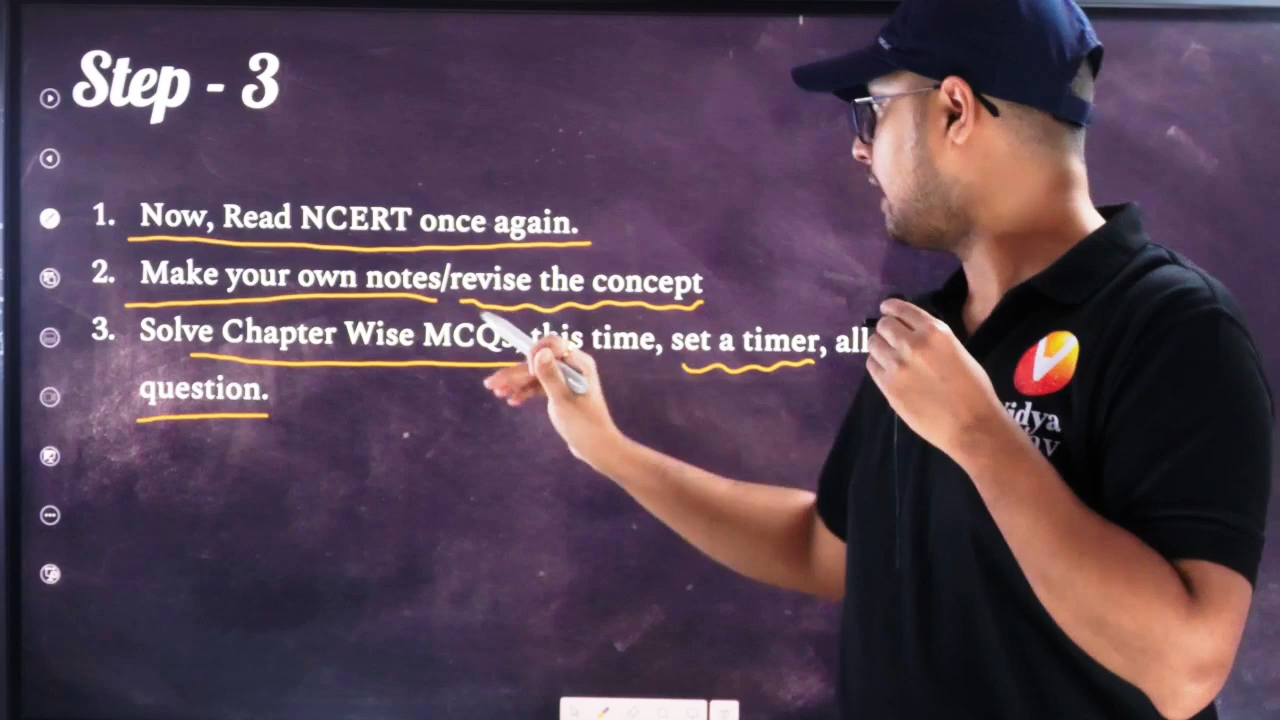 Step - 3
1. Now, Read NCERT once again.
2. Make your own notes/revise the concept
3. Solve Chapter Wise MCQs, this time, set a timer, all
question.
Vidya